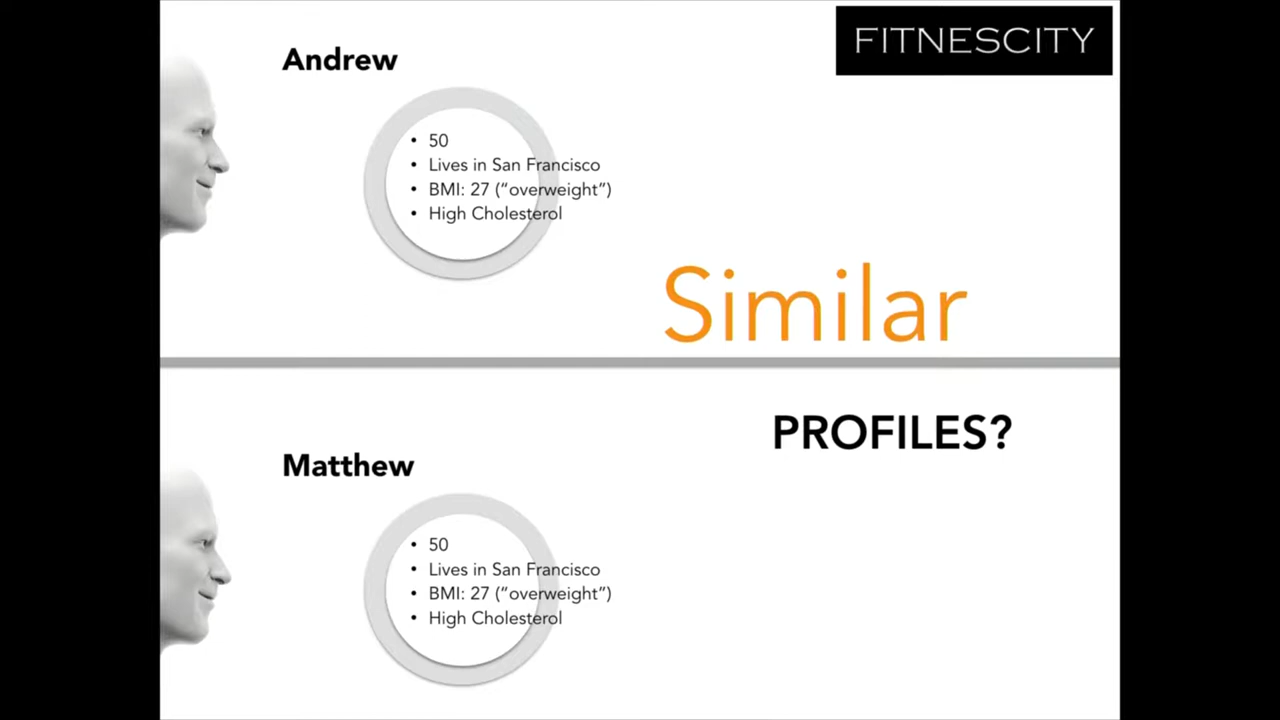 FITNESCITY
Andrew
• 50
• Lives in San Francisco
• BMI: 27 (“overweight”)
• High Cholesterol
Similar
PROFILES?
Matthew
• 50
• Lives in San Francisco
• BMI: 27 (“overweight”)
• High Cholesterol